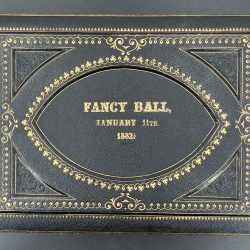 FANCY BALL,
JANUARY 11TH.
1883.